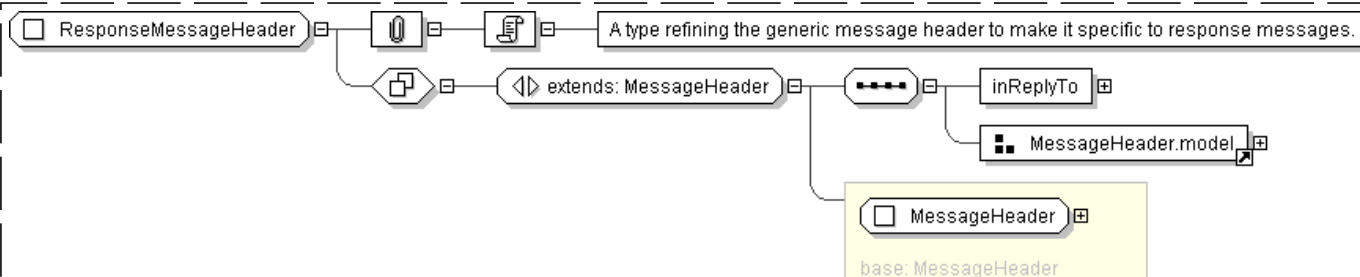 ResponseMessageHeader
A type refining the generic message header to make it specific to response messages.
extends: MessageHeader
inReplyTo
MessageHeader.model
MessageHeader
base: MessageHeader